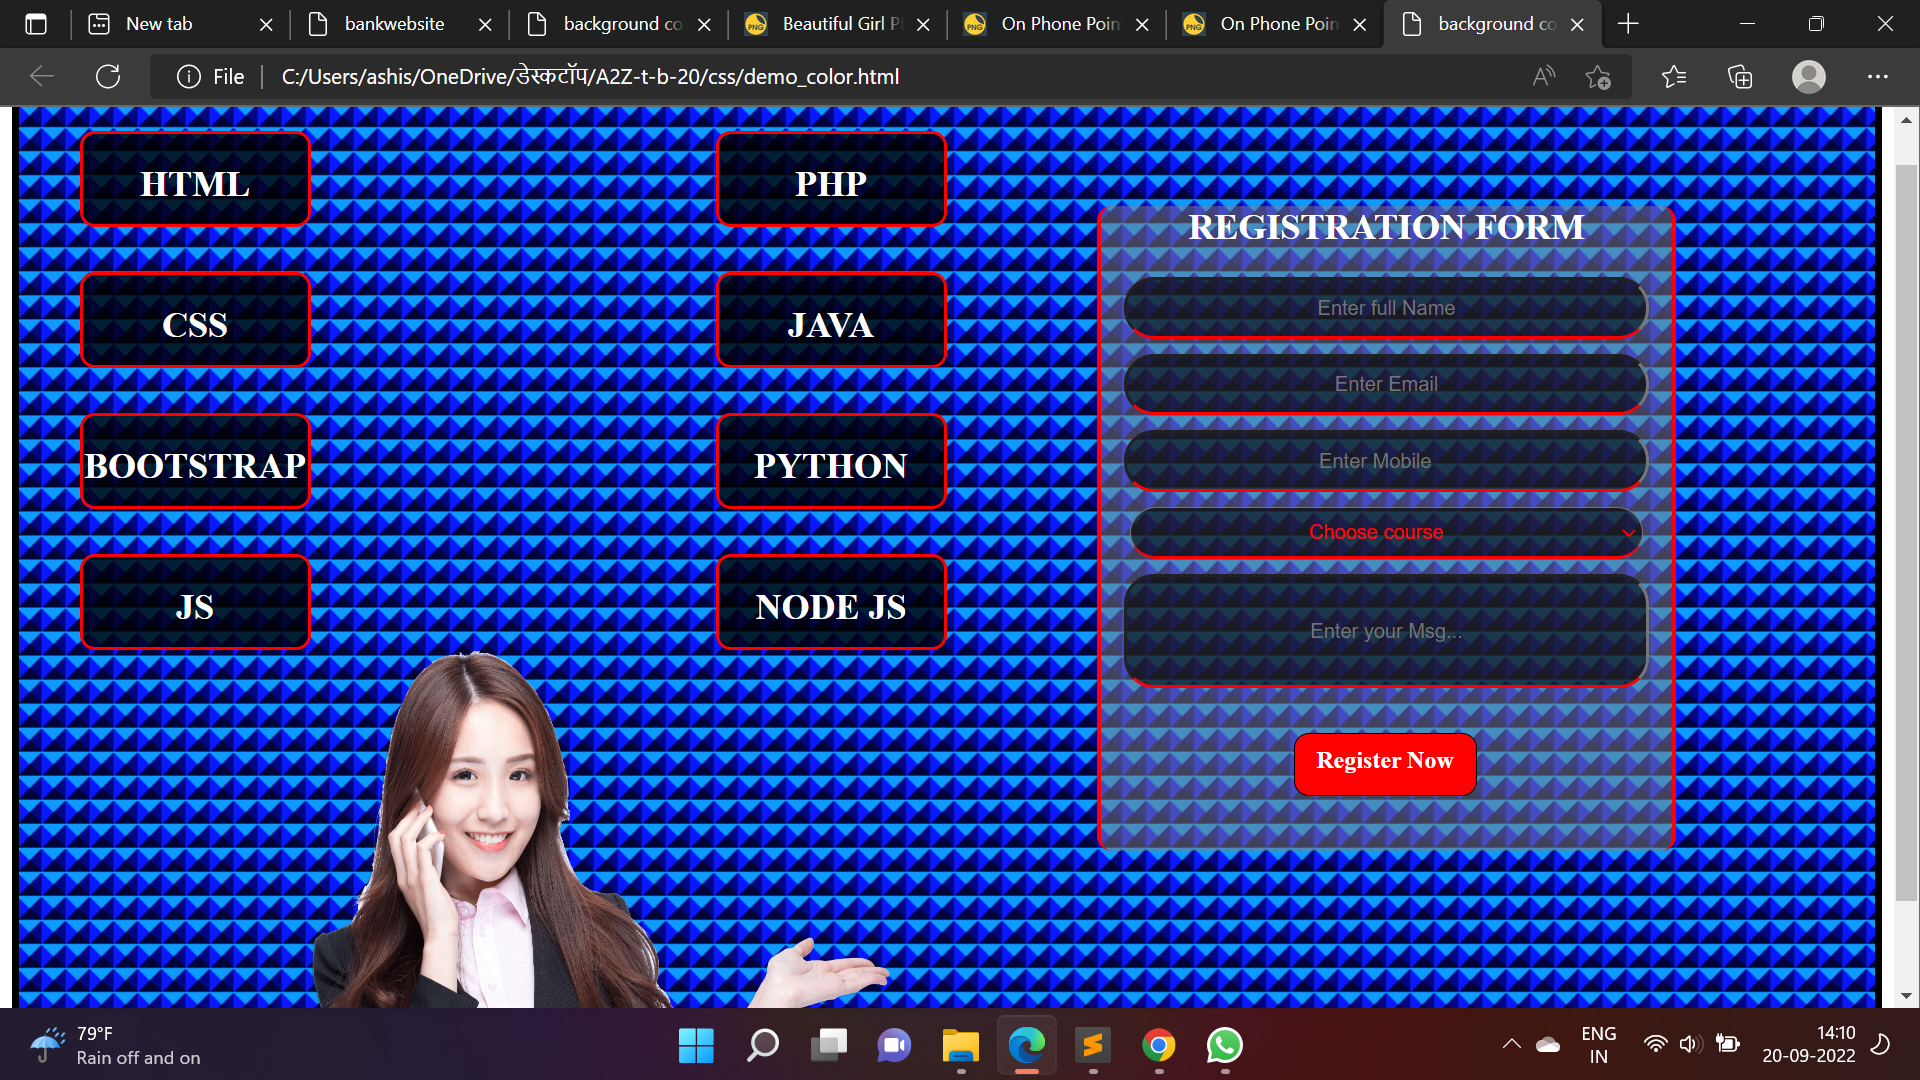 New tab
bankwebsite
background co
Beautiful Girl P
On Phone Poin
On Phone Poin
background co
File
C:/Users/ashis/OneDrive/डेस्कटॉप/A2Z-t-b-20/css/demo_color.html
HTML
PHP
CSS
JAVA
BOOTSTRAP
PYTHON
JS
NODE JS
REGISTRATION FORM
Enter full Name
Enter Email
Enter Mobile
Choose course
Enter your Msg...
Register Now
79°F
Rain off and on
ENG
IN
14:10
20-09-2022